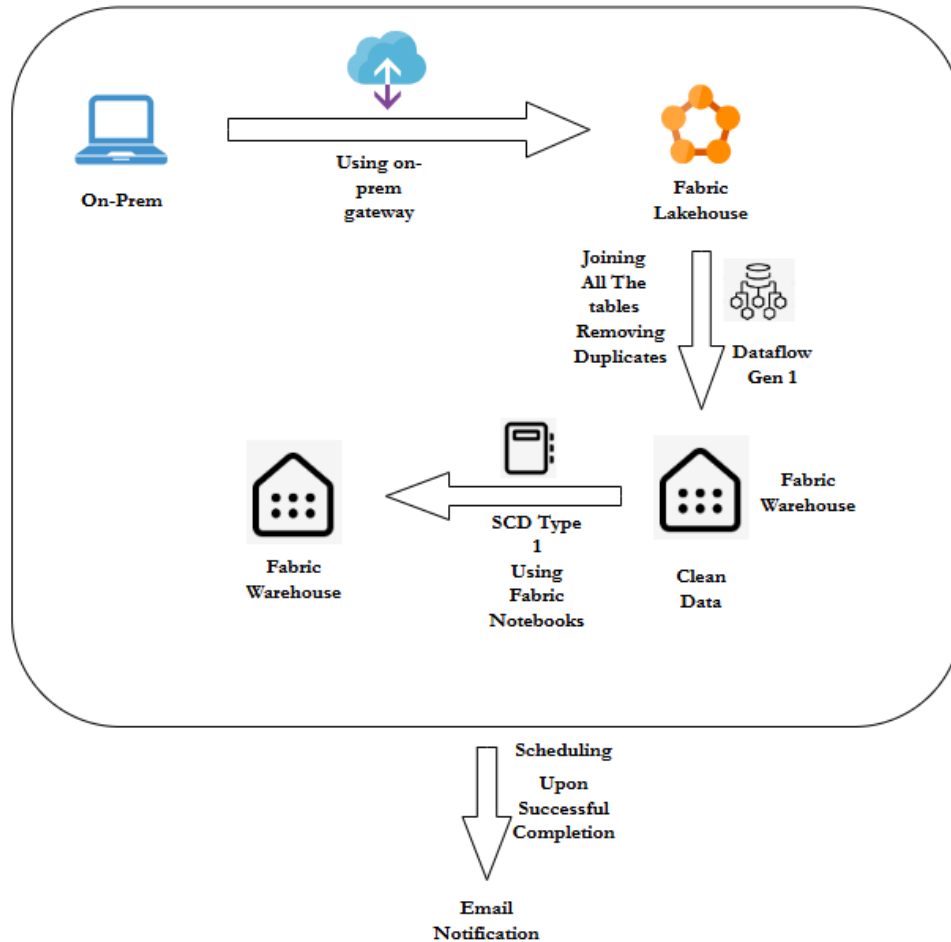 On-Prem
Using on-
prem
gateway
Fabric
Lakehouse
Joining
All The
tables
Removing
Duplicates
Dataflow
Gen 1
Fabric
Warehouse
Clean
Data
SCD Type
1
Using
Fabric
Notebooks
Fabric
Warehouse
Scheduling
Upon
Successful
Completion
Email
Notification